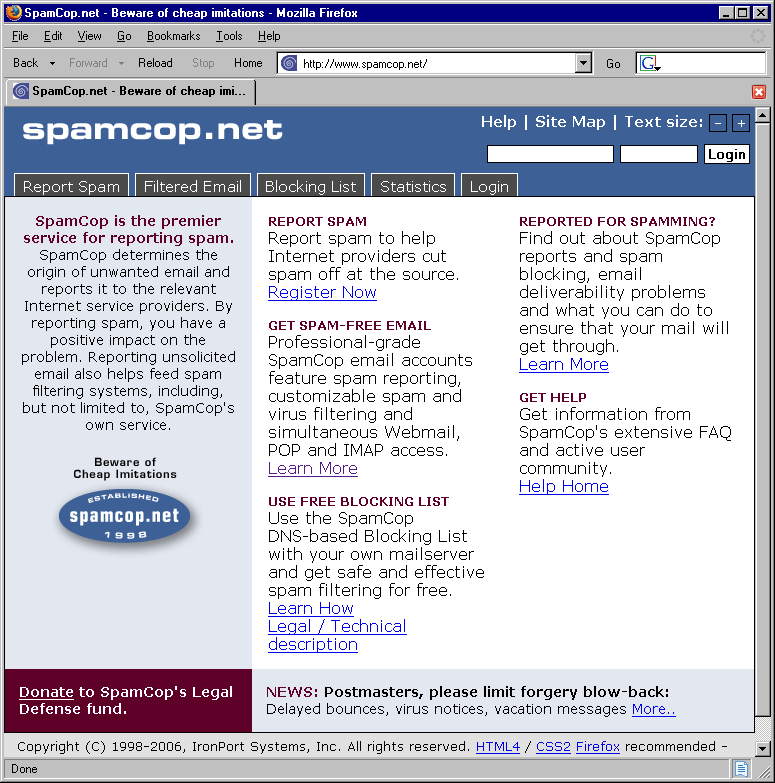 SpamCop.net - Beware of cheap imitations - Mozilla Firefox
File Edit View Go Bookmarks Tools Help
Back Forward Reload Stop Home http://www.spamcop.net/ Go G
SpamCop.net - Beware of cheap imi...
spamcop.net
Help | Site Map | Text size: - +
Login
Report Spam Filtered Email Blocking List Statistics Login
SpamCop is the premier
service for reporting spam.
SpamCop determines the
origin of unwanted email and
reports it to the relevant
Internet service providers. By
reporting spam, you have a
positive impact on the
problem. Reporting unsolicited
email also helps feed spam
filtering systems, including,
but not limited to, SpamCop's
own service.
Beware of
Cheap Imitations
ESTABLISHED
spamcop.net
1998
REPORT SPAM
Report spam to help
Internet providers cut
spam off at the source.
Register Now
GET SPAM-FREE EMAIL
Professional-grade
SpamCop email accounts
feature spam reporting,
customizable spam and
virus filtering and
simultaneous Webmail,
POP and IMAP access.
Learn More
USE FREE BLOCKING LIST
Use the SpamCop
DNS-based Blocking List
with your own mailserver
and get safe and effective
spam filtering for free.
Learn How
Legal / Technical
description
REPORTED FOR SPAMMING?
Find out about SpamCop
reports and spam
blocking, email
deliverability problems
and what you can do to
ensure that your mail will
get through.
Learn More
GET HELP
Get information from
SpamCop's extensive FAQ
and active user
community.
Help Home
Donate to SpamCop's Legal
Defense fund.
NEWS: Postmasters, please limit forgery blow-back:
Delayed bounces, virus notices, vacation messages More..
Copyright (C) 1998-2006, IronPort Systems, Inc. All rights reserved. HTML4 / CSS2 Firefox recommended -
Done